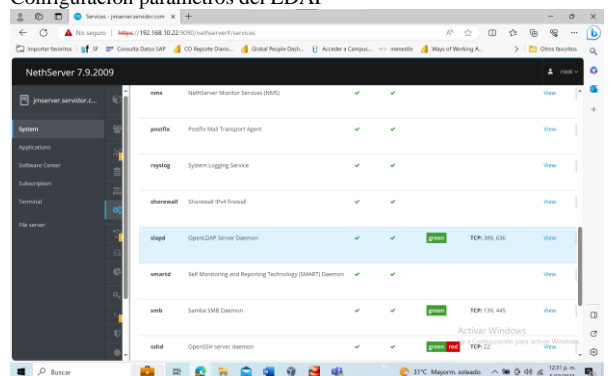 Configuración parámetros del LDAP
Services - jmserver.servidor.com
No seguro https://192.168.10.22:9090/nethserver#/services
Importar favoritos SF Consulta Datos SAP CO Reporte Diario... Global People Dash... Acceder a Campus... Ways of Working A... Otros favoritos
NethServer 7.9.2009 root
jmserver.servidor.c...
System
Applications
Software Center
Subscription
Terminal
File server
nms NethServer Monitor Services (NMS) View
postfix Postfix Mail Transport Agent View
rsyslog System Logging Service View
shorewall Shorewall IPv4 firewall View
slapd OpenLDAP Server Daemon green TCP: 389, 636 View
smartd Self Monitoring and Reporting Technology (SMART) Daemon View
smb Samba SMB Daemon green TCP: 139, 445 View
sshd OpenSSH server daemon green red TCP: 22 View
Activar Windows
Buscar 31°C Mayorm. soleado 12:01 p. m.